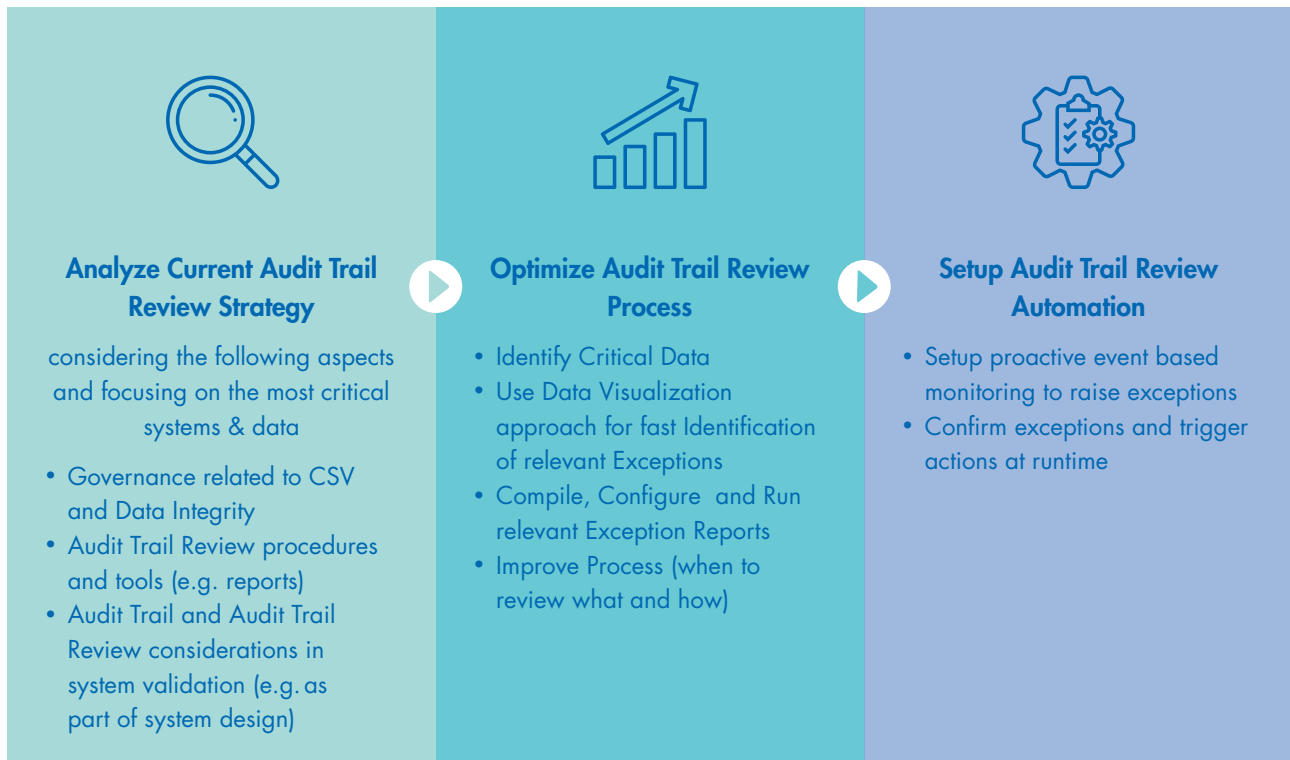 Analyze Current Audit Trail
Review Strategy
considering the following aspects
and focusing on the most critical
systems & data
• Governance related to CSV
and Data Integrity
• Audit Trail Review procedures
and tools (e.g. reports)
• Audit Trail and Audit Trail
Review considerations in
system validation (e.g. as
part of system design)
Optimize Audit Trail Review
Process
• Identify Critical Data
• Use Data Visualization
approach for fast Identification
of relevant Exceptions
• Compile, Configure and Run
relevant Exception Reports
• Improve Process (when to
review what and how)
Setup Audit Trail Review
Automation
• Setup proactive event based
monitoring to raise exceptions
• Confirm exceptions and trigger
actions at runtime